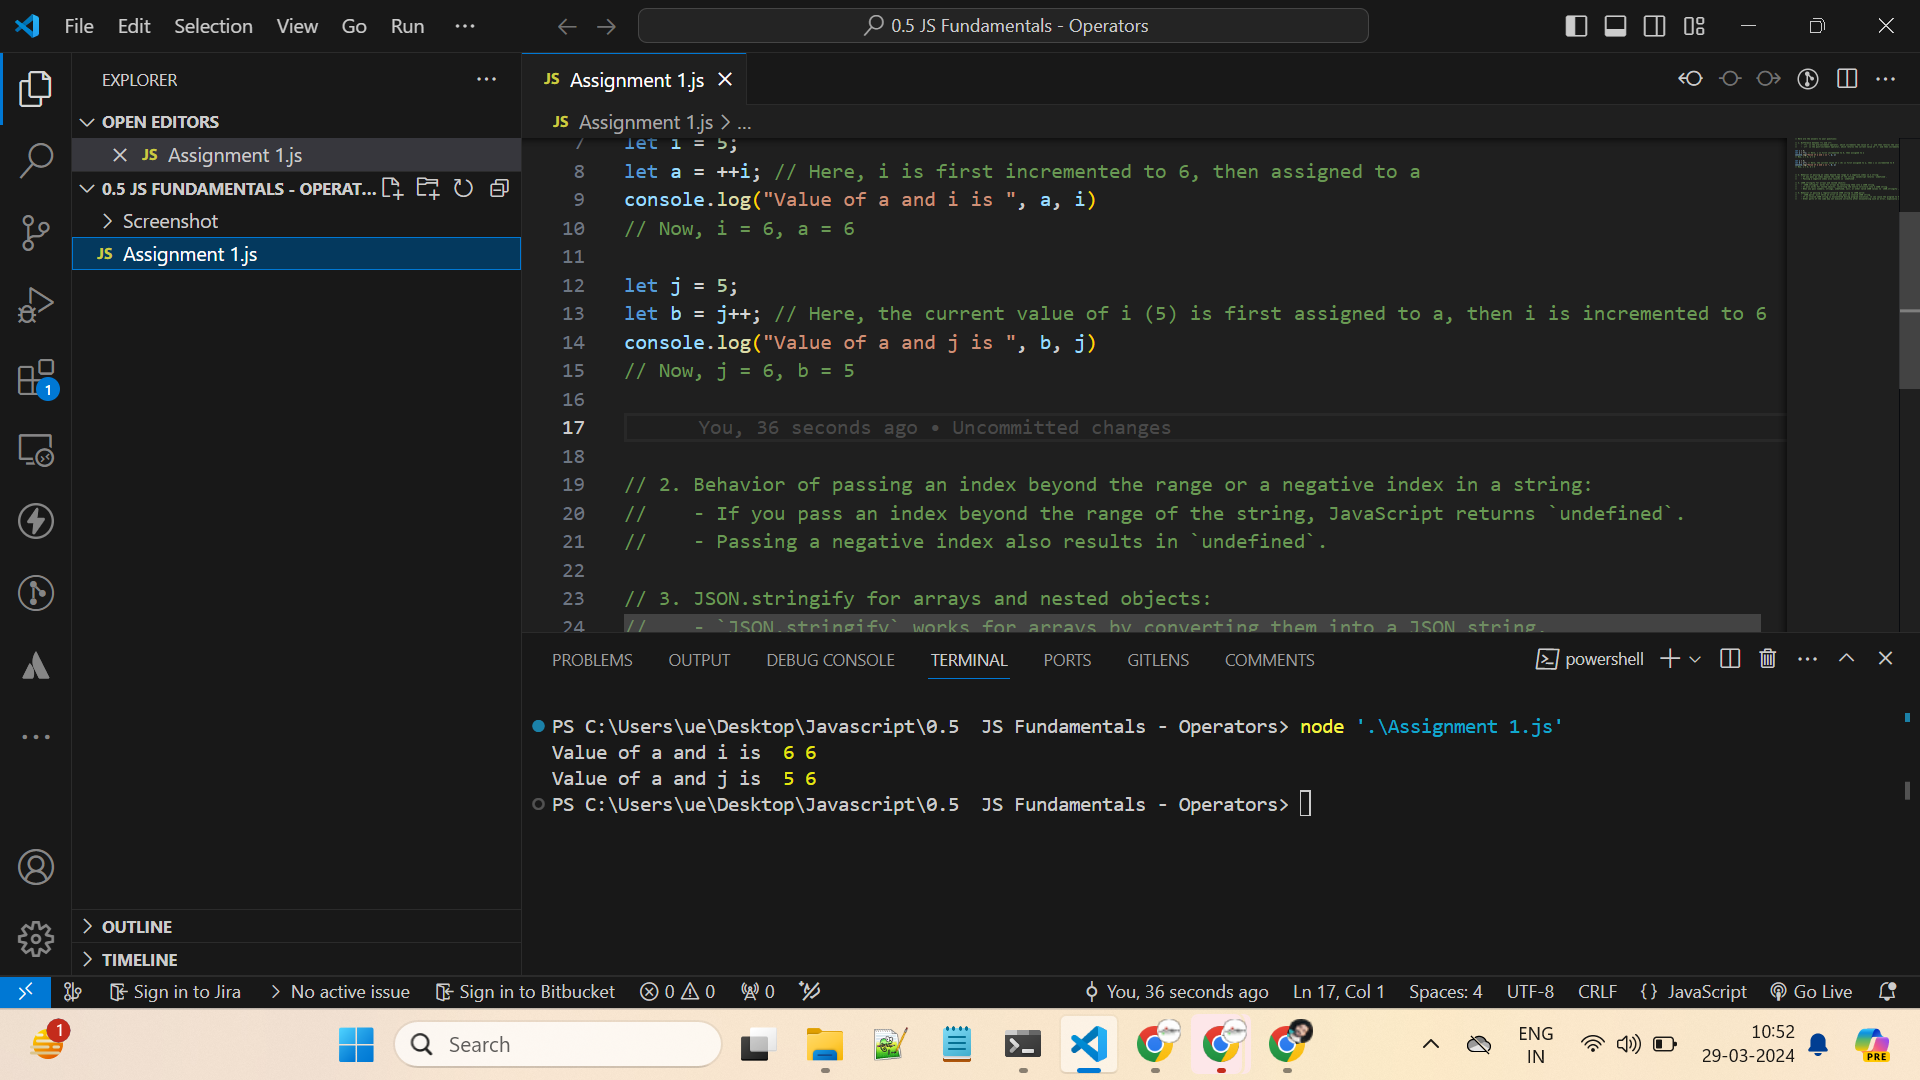 File Edit Selection View Go Run ...
0.5 JS Fundamentals - Operators
EXPLORER
JS Assignment 1.js
OPEN EDITORS
JS Assignment 1.js > ...
JS Assignment 1.js
0.5 JS FUNDAMENTALS - OPERAT...
Screenshot
JS Assignment 1.js
7 let i = 5;
8 let a = ++i; // Here, i is first incremented to 6, then assigned to a
9 console.log("Value of a and i is ", a, i)
10 // Now, i = 6, a = 6
11
12 let j = 5;
13 let b = j++; // Here, the current value of i (5) is first assigned to a, then i is incremented to 6
14 console.log("Value of a and j is ", b, j)
15 // Now, j = 6, b = 5
16
17 You, 36 seconds ago • Uncommitted changes
18
19 // 2. Behavior of passing an index beyond the range or a negative index in a string:
20 //    - If you pass an index beyond the range of the string, JavaScript returns `undefined`.
21 //    - Passing a negative index also results in `undefined`.
22
23 // 3. JSON.stringify for arrays and nested objects:
24 //    - `JSON.stringify` works for arrays by converting them into a JSON string.
1
PROBLEMS OUTPUT DEBUG CONSOLE TERMINAL PORTS GITLENS COMMENTS
powershell
PS C:\Users\ue\Desktop\Javascript\0.5  JS Fundamentals - Operators> node '.\Assignment 1.js'
Value of a and i is  6 6
Value of a and j is  5 6
PS C:\Users\ue\Desktop\Javascript\0.5  JS Fundamentals - Operators>
OUTLINE
TIMELINE
Sign in to Jira
No active issue
Sign in to Bitbucket
0 0
0
You, 36 seconds ago
Ln 17, Col 1
Spaces: 4
UTF-8
CRLF
{ } JavaScript
Go Live
1
Search
ENG
IN
10:52
29-03-2024
PRE